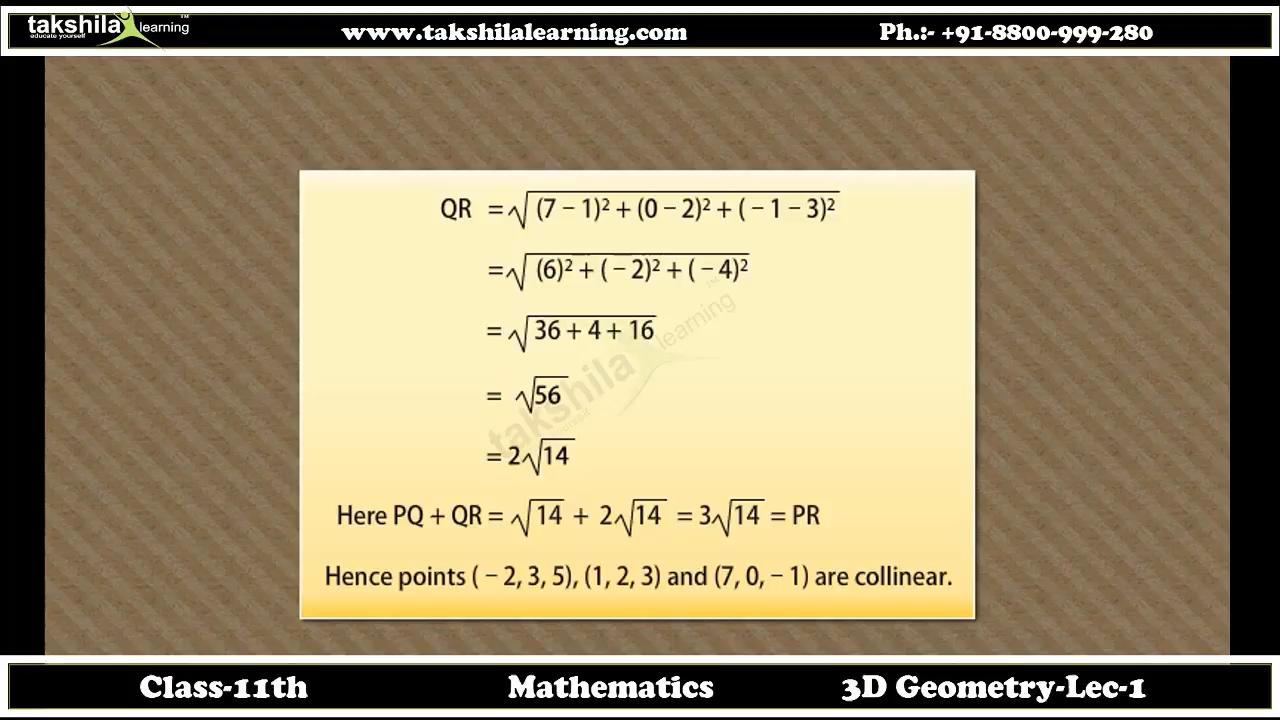 takshila learning™
educate yourself
www.takshilalearning.com
Ph.:- +91-8800-999-280
QR = √(7 − 1)² + (0 − 2)² + ( − 1 − 3)²
= √(6)² + ( − 2)² + ( − 4)²
= √36 + 4 + 16
= √56
= 2√14
Here PQ + QR = √14 + 2√14 = 3√14 = PR
Hence points ( − 2, 3, 5), (1, 2, 3) and (7, 0, − 1) are collinear.
takshila learning™
Class-11th
Mathematics
3D Geometry-Lec-1